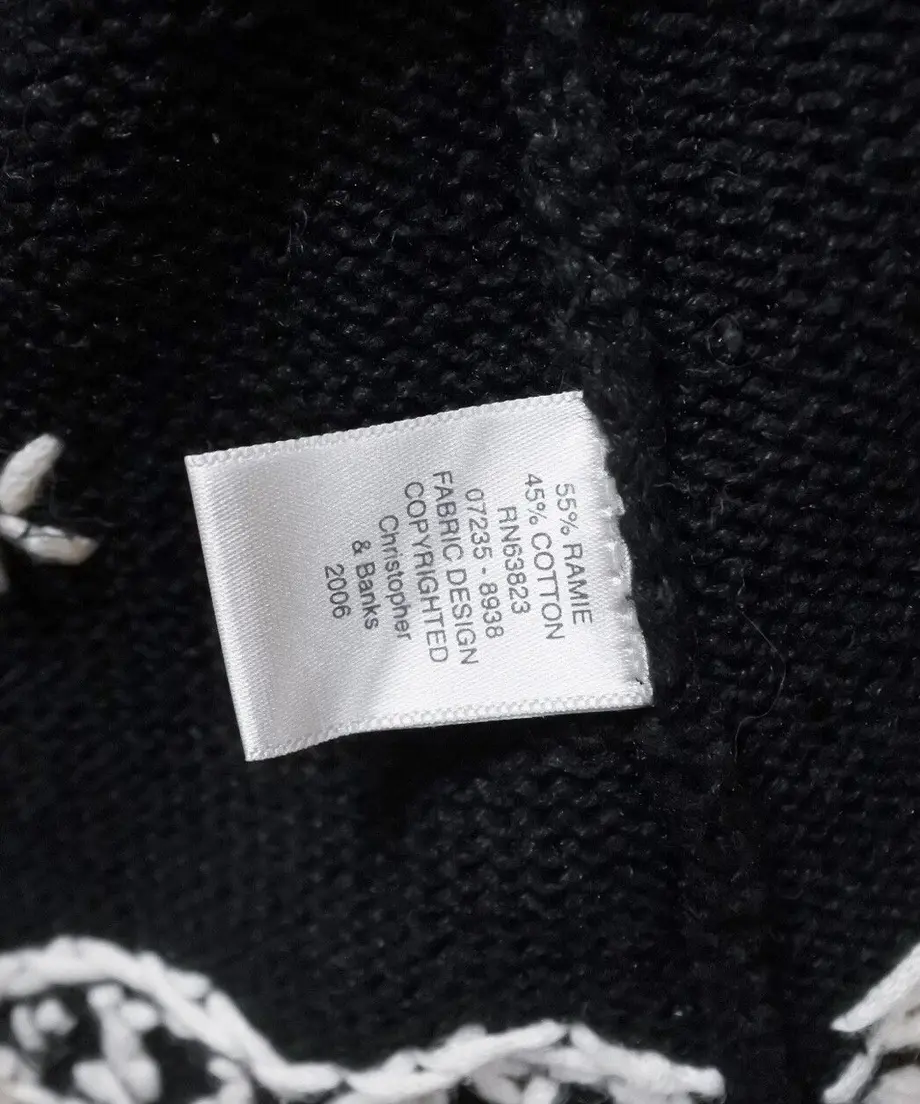 55% RAMIE
45% COTTON
RN63823
07235 - 8938
FABRIC DESIGN
COPYRIGHTED
Christopher
& Banks
2006